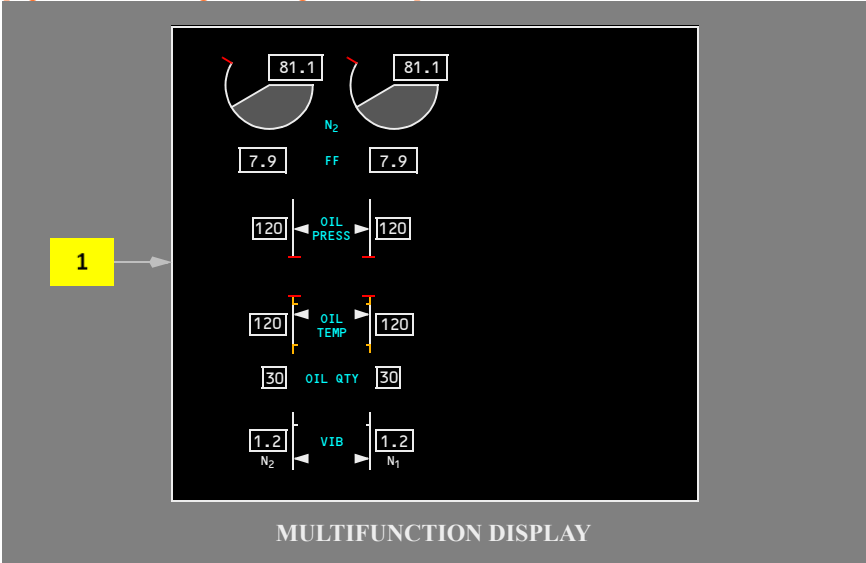 81.1 81.1
N2
7.9 FF 7.9
120 OIL PRESS 120
1
120 OIL TEMP 120
30 OIL QTY 30
1.2 VIB 1.2
N2 N1
MULTIFUNCTION DISPLAY